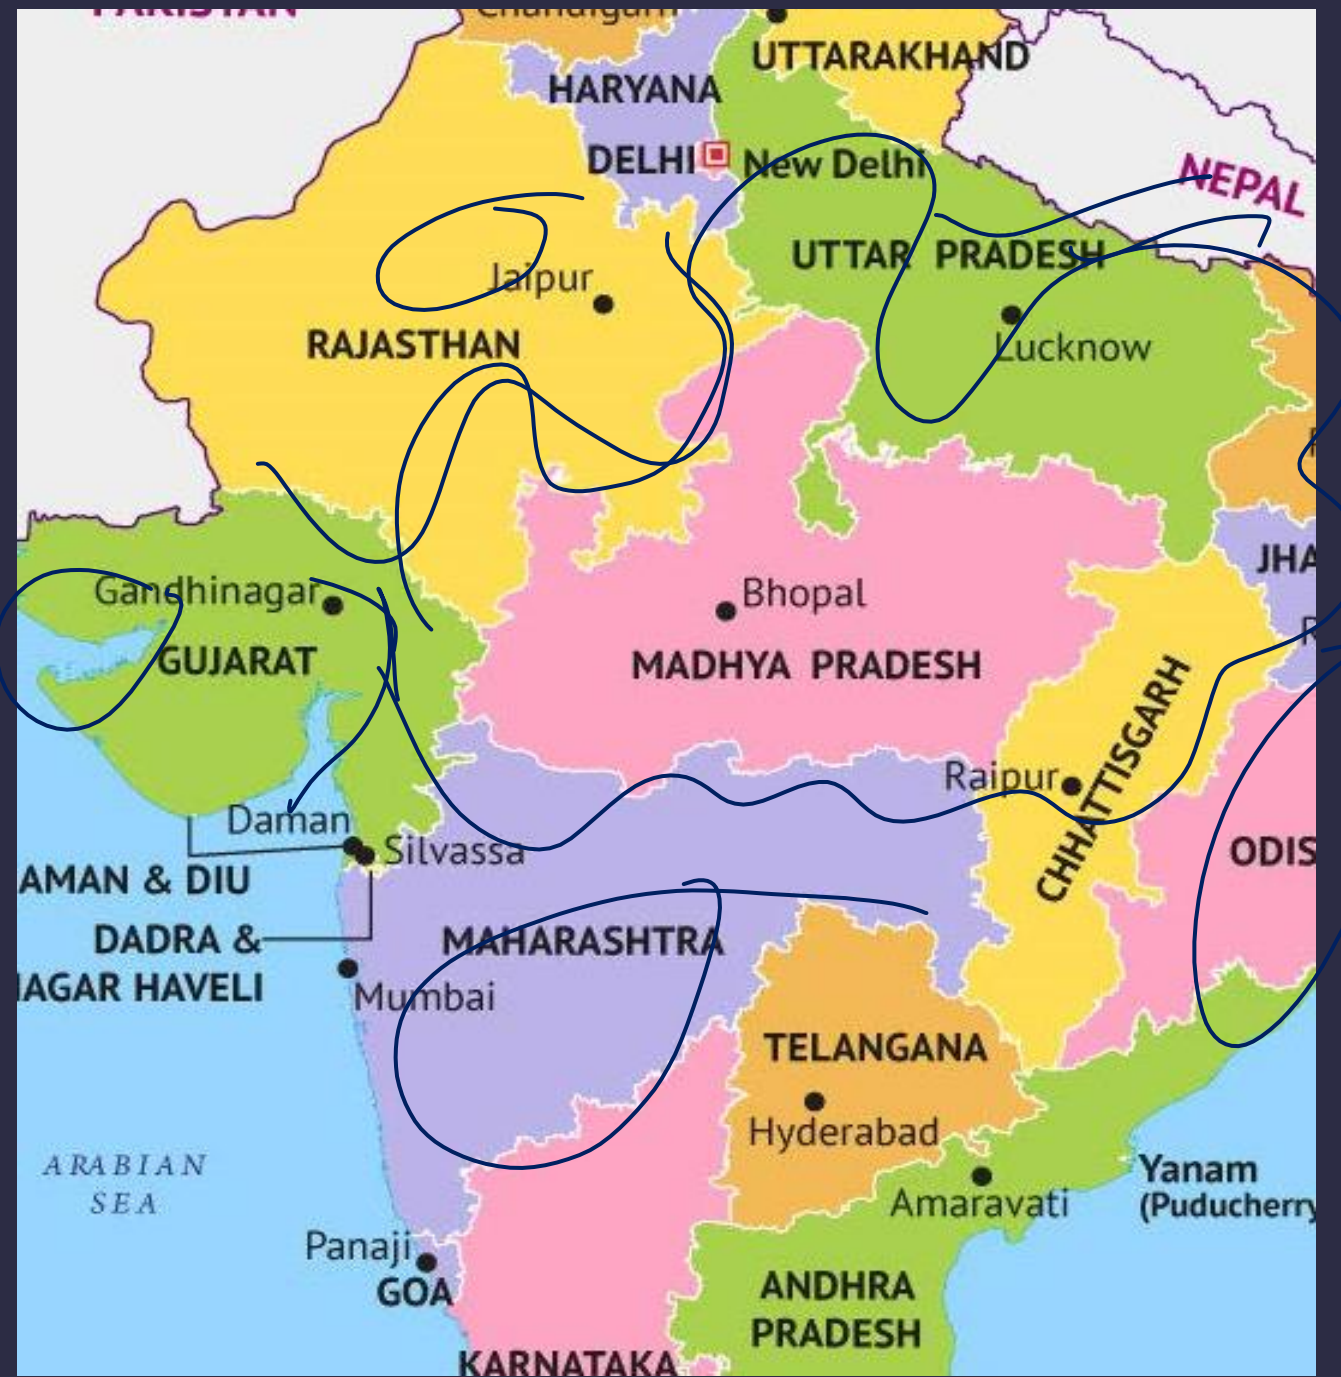 UTTARAKHAND
HARYANA
DELHI
New Delhi
NEPAL
UTTAR PRADESH
Jaipur
Lucknow
RAJASTHAN
Gandhinagar
Bhopal
GUJARAT
MADHYA PRADESH
CHHATTISGARH
Raipur
Daman
Silvassa
AMAN & DIU
DADRA &
NAGAR HAVELI
MAHARASHTRA
Mumbai
TELANGANA
Hyderabad
ARABIAN
SEA
Yanam
(Puducherry
Amaravati
Panaji
GOA
ANDHRA
PRADESH
KARNATAKA
JHA
ODIS